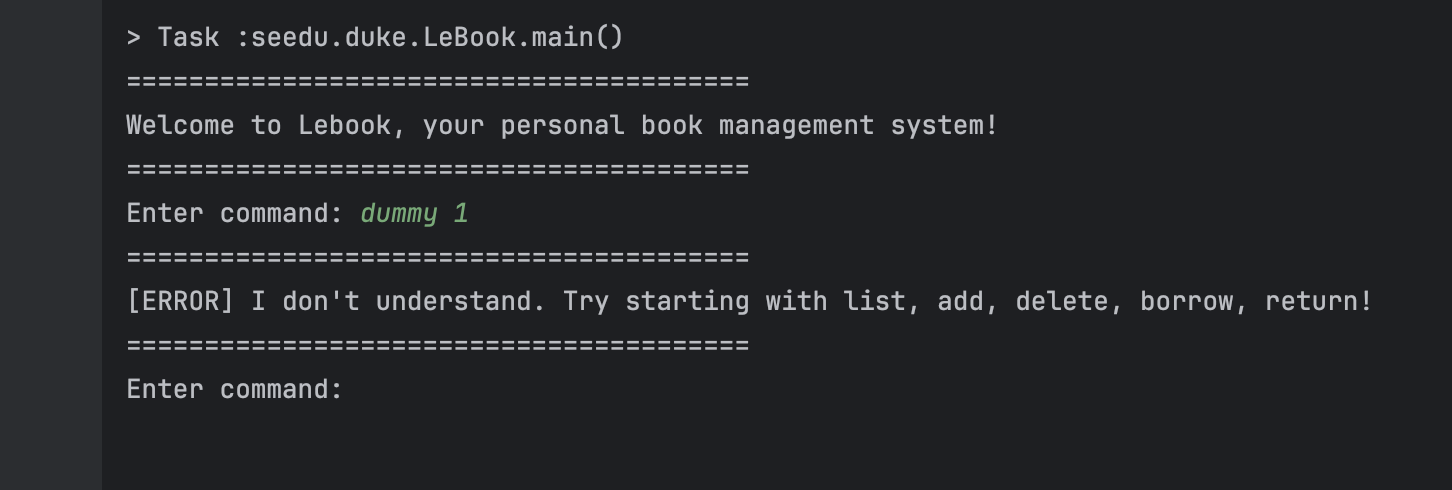 > Task :seedu.duke.LeBook.main()
========================================
Welcome to Lebook, your personal book management system!
========================================
Enter command: dummy 1
========================================
[ERROR] I don't understand. Try starting with list, add, delete, borrow, return!
========================================
Enter command: